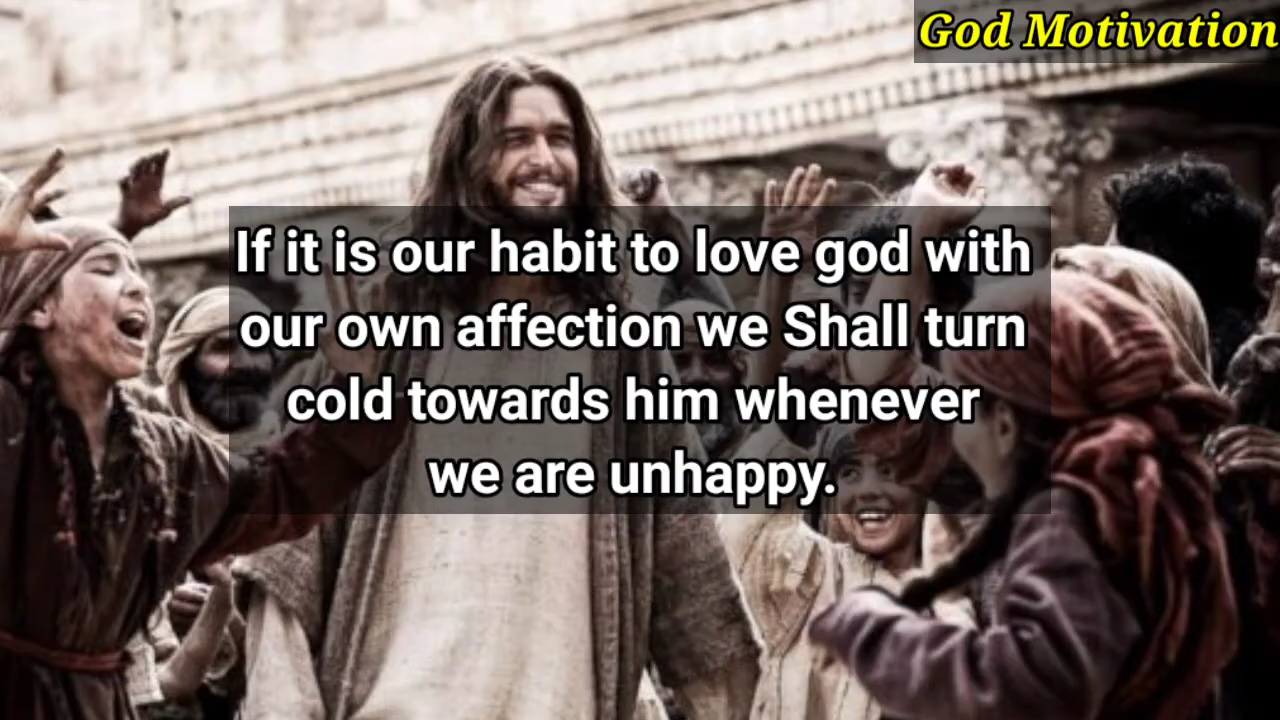 God Motivation
If it is our habit to love god with
our own affection we Shall turn
cold towards him whenever
we are unhappy.